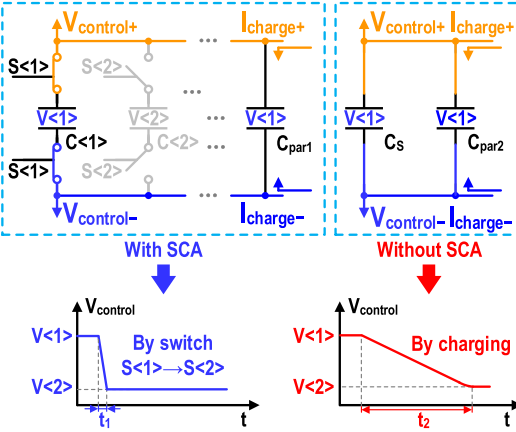 Vcontrol+ Icharge+
S<1> S<2>
V<1> V<2> V<1>
C<1> C<2> Cpar1
S<1> S<2>
Vcontrol− Icharge−
Vcontrol+ Icharge+
V<1> V<1>
CS Cpar2
Vcontrol− Icharge−
With SCA
Without SCA
Vcontrol
V<1>
By switch
S<1>→S<2>
V<2>
t1 t
Vcontrol
V<1>
By charging
V<2>
t2 t